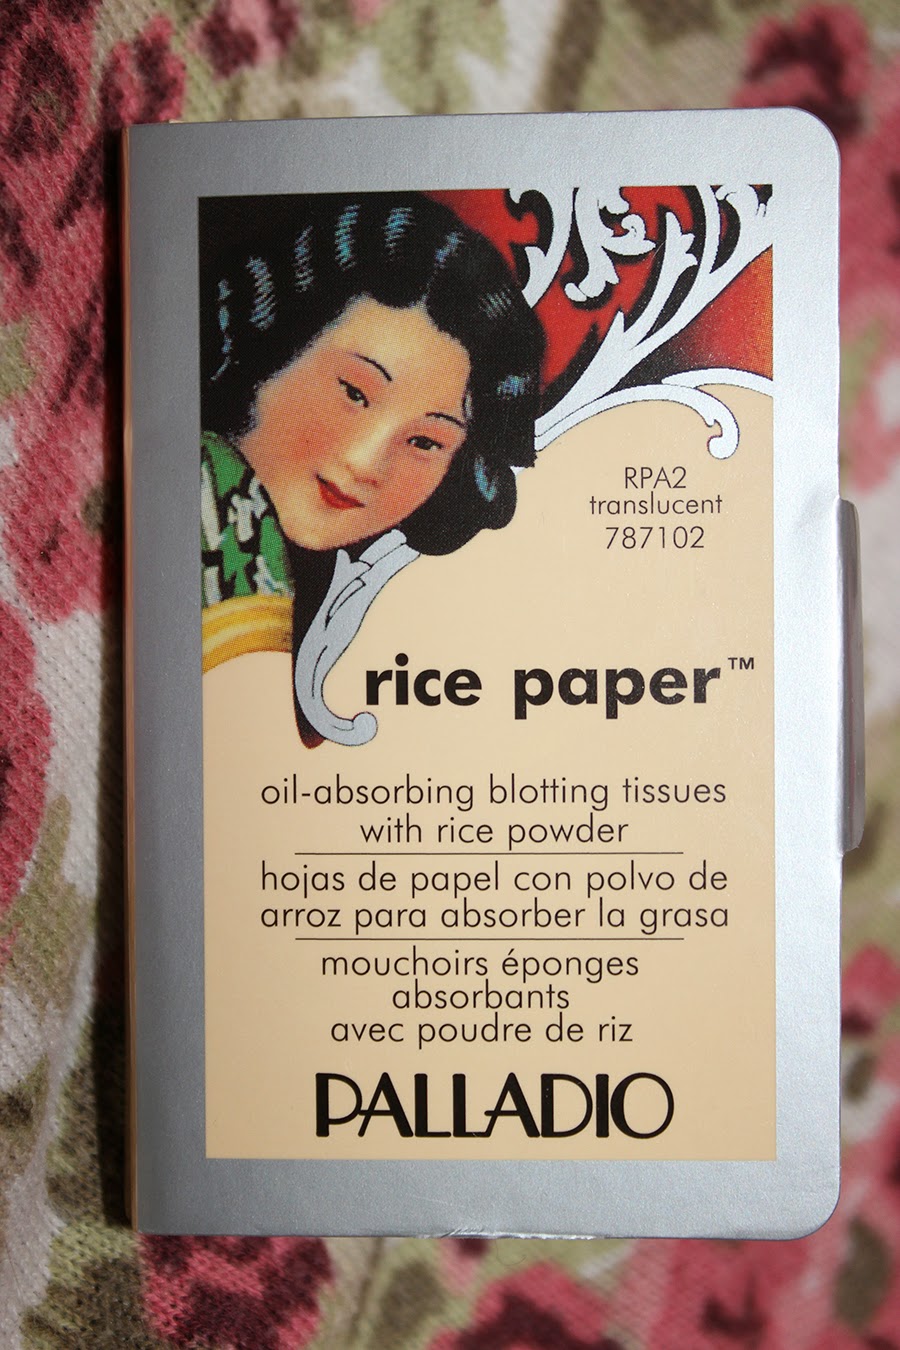 RPA2
translucent
787102
rice paper™
oil-absorbing blotting tissues
with rice powder
hojas de papel con polvo de
arroz para absorber la grasa
mouchoirs éponges
absorbants
avec poudre de riz
PALLADIO